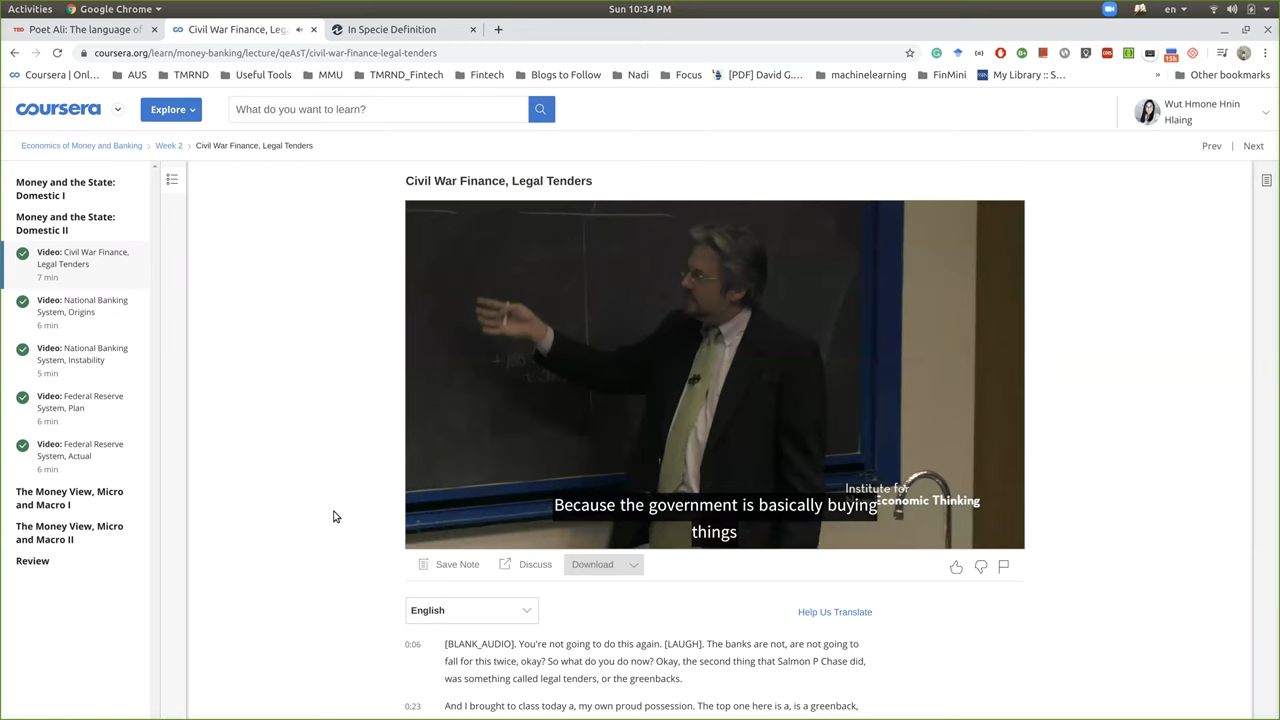 Activities
Google Chrome
Sun 10:34 PM
en
Poet Ali: The language of
Civil War Finance, Lega
In Specie Definition
coursera.org/learn/money-banking/lecture/qeAsT/civil-war-finance-legal-tenders
Coursera | Onl…
AUS
TMRND
Useful Tools
MMU
TMRND_Fintech
Fintech
Blogs to Follow
Nadi
Focus
[PDF] David G.…
machinelearning
FinMini
My Library :: S…
»
Other bookmarks
coursera
Explore
What do you want to learn?
Wut Hmone Hnin
Hlaing
Economics of Money and Banking > Week 2 > Civil War Finance, Legal Tenders
Prev | Next
Money and the State:
Domestic I
Money and the State:
Domestic II
Video: Civil War Finance,
Legal Tenders
7 min
Video: National Banking
System, Origins
6 min
Video: National Banking
System, Instability
5 min
Video: Federal Reserve
System, Plan
6 min
Video: Federal Reserve
System, Actual
6 min
The Money View, Micro
and Macro I
The Money View, Micro
and Macro II
Review
Civil War Finance, Legal Tenders
Institute for
Economic Thinking
Because the government is basically buying
things
Save Note
Discuss
Download
English
Help Us Translate
0:06
[BLANK_AUDIO]. You're not going to do this again. [LAUGH]. The banks are not, are not going to
fall for this twice, okay? So what do you do now? Okay, the second thing that Salmon P Chase did,
was something called legal tenders, or the greenbacks.
0:23
And I brought to class today a, my own proud possession. The top one here is a, is a greenback,